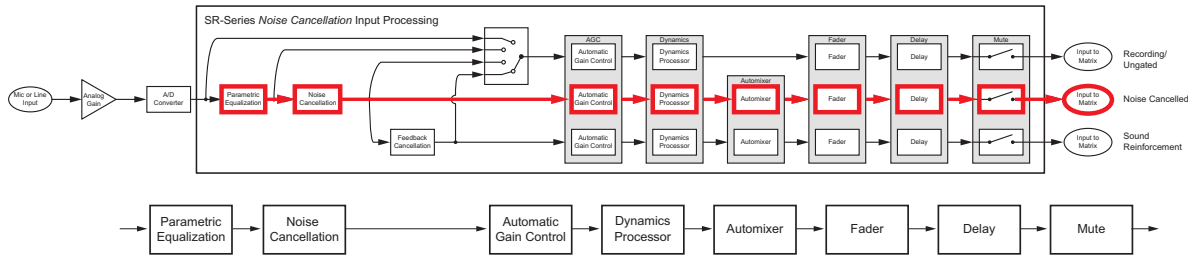 SR-Series Noise Cancellation Input Processing
AGC
Dynamics
Fader
Delay
Mute
Automatic
Gain Control
Dynamics
Processor
Fader
Delay
Input to
Matrix
Recording/
Ungated
Mic or Line
Input
Analog
Gain
A/D
Converter
Parametric
Equalization
Noise
Cancellation
Automatic
Gain Control
Dynamics
Processor
Automixer
Automixer
Fader
Delay
Input to
Matrix
Noise Cancelled
Feedback
Cancellation
Automatic
Gain Control
Dynamics
Processor
Automixer
Fader
Delay
Input to
Matrix
Sound
Reinforcement
Parametric
Equalization
Noise
Cancellation
Automatic
Gain Control
Dynamics
Processor
Automixer
Fader
Delay
Mute